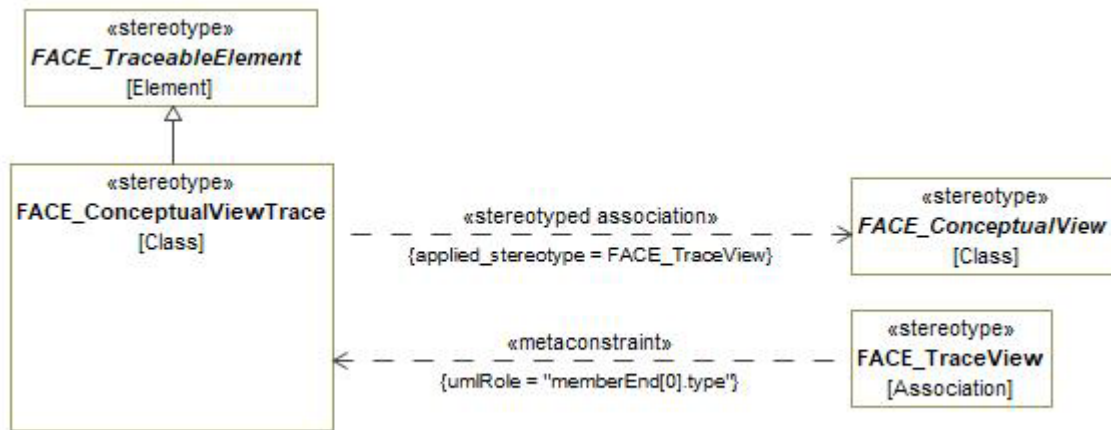 «stereotype»
FACE_TraceableElement
[Element]
«stereotype»
FACE_ConceptualViewTrace
[Class]
«stereotyped association»
{applied_stereotype = FACE_TraceView}
«stereotype»
FACE_ConceptualView
[Class]
«metaconstraint»
{umlRole = "memberEnd[0].type"}
«stereotype»
FACE_TraceView
[Association]